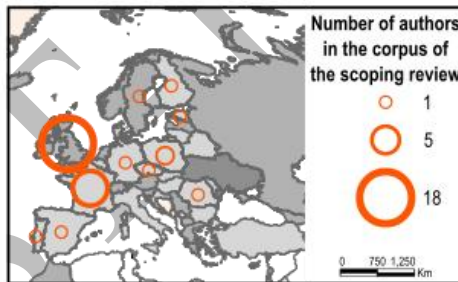 Number of authors
in the corpus of
the scoping review
1
5
18
0 750 1,250
Km